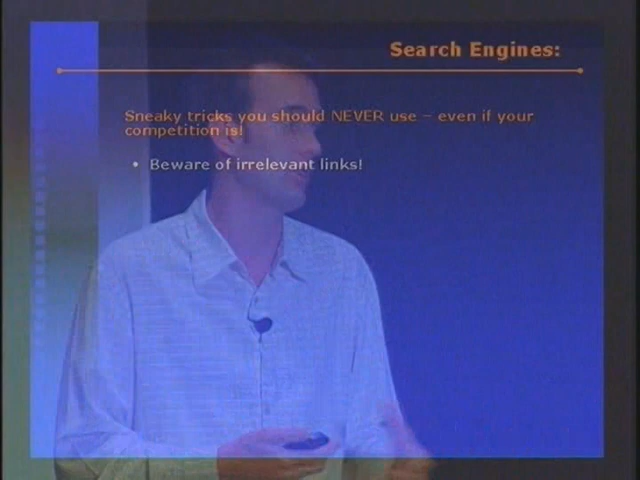 Search Engines:
Sneaky tricks you should NEVER use – even if your
competition is!
• Beware of irrelevant links!